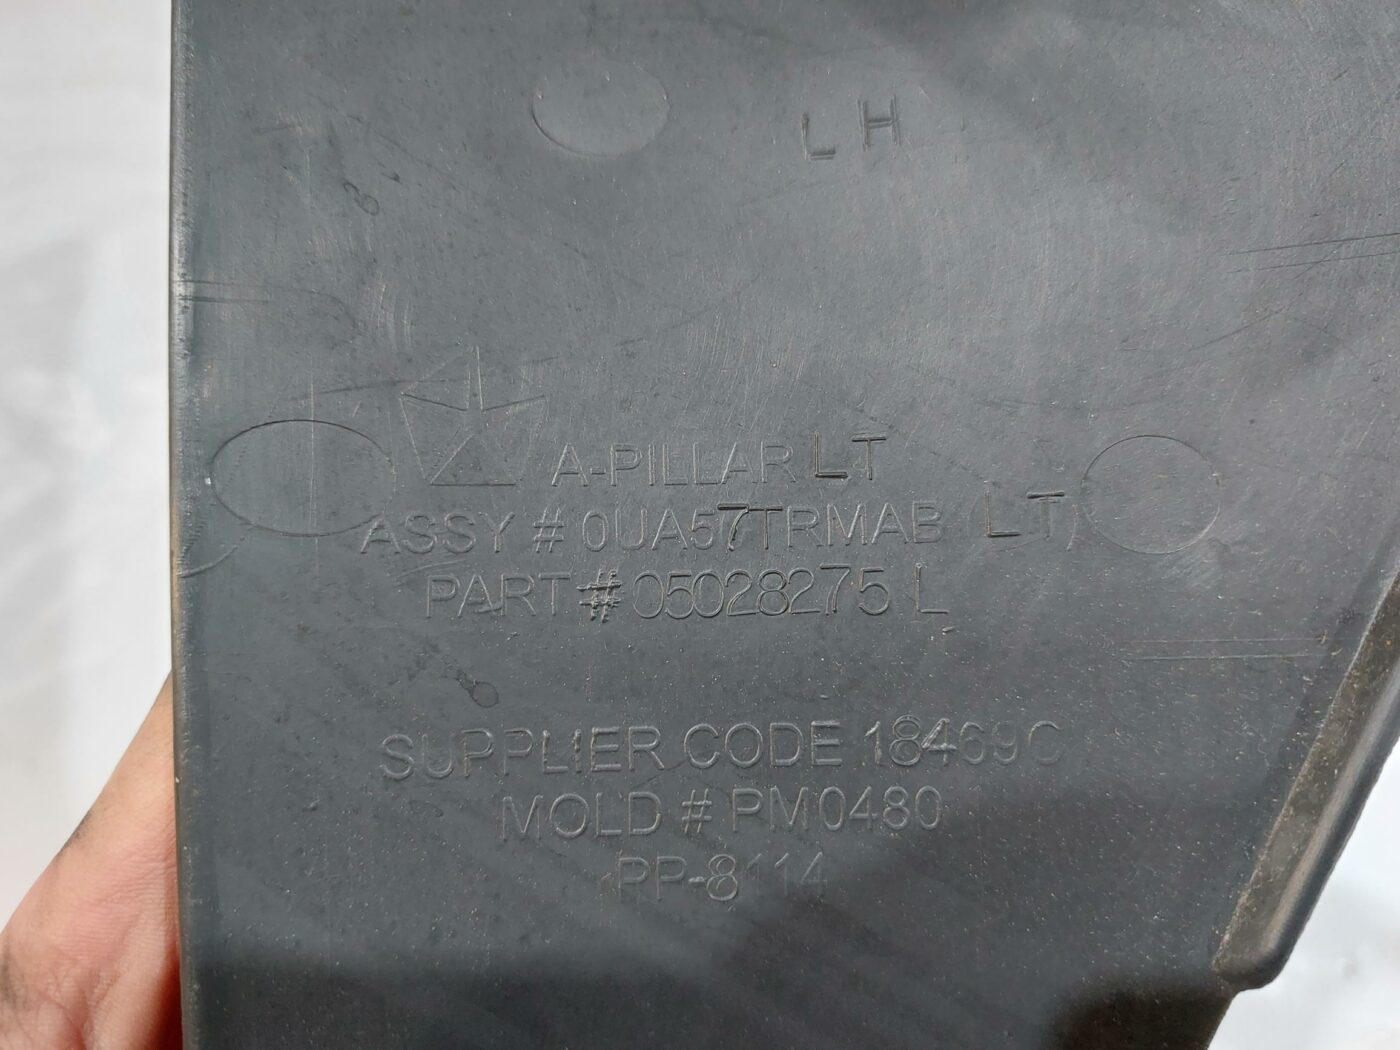 LH
A-PILLAR LT
ASSY # 0UA57TRMAB (LT)
PART # 05028275 L
SUPPLIER CODE 18469C
MOLD # PM0480
PP-8114